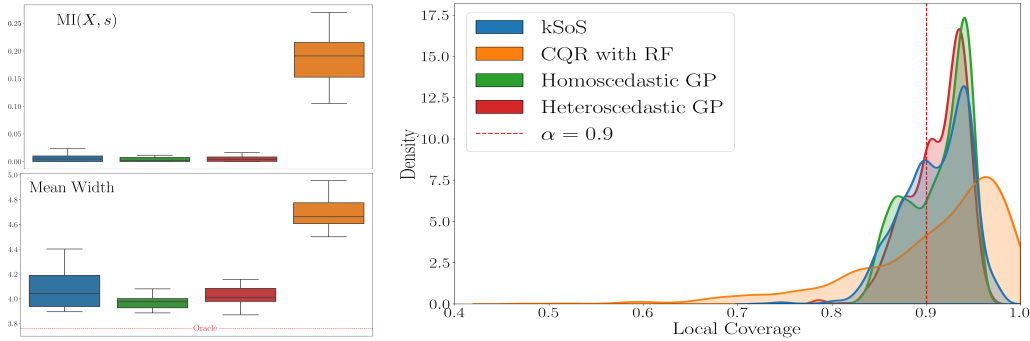 MI(X, s)
0.25
0.20
0.15
0.10
0.05
0.00
Mean Width
5.0
4.8
4.6
4.4
4.2
4.0
3.8
Oracle
17.5
15.0
12.5
10.0
7.5
5.0
2.5
0.0
Density
kSoS
CQR with RF
Homoscedastic GP
Heteroscedastic GP
α = 0.9
0.4 0.5 0.6 0.7 0.8 0.9 1.0
Local Coverage